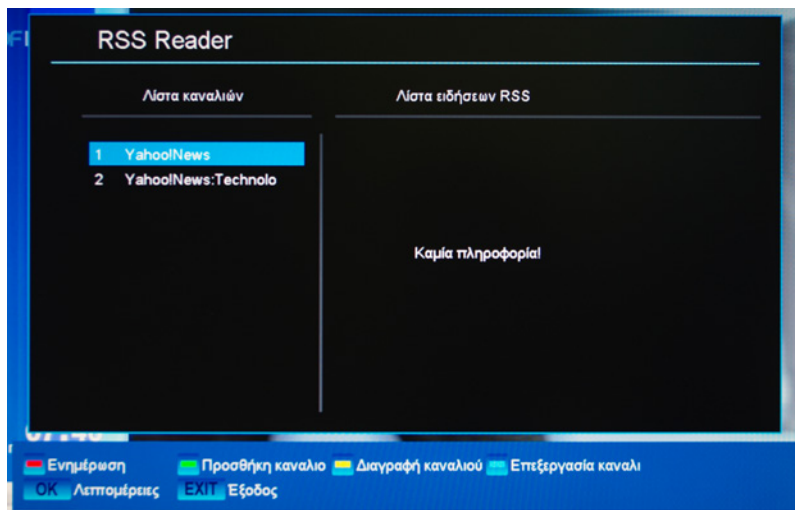 RSS Reader
Λίστα καναλιών
Λίστα ειδήσεων RSS
1 Yahoo!News
2 Yahoo!News:Technolo
Καμία πληροφορία!
Ενημέρωση Προσθήκη καναλιο Διαγραφή καναλιού Επεξεργασία καναλι
OK Λεπτομέρειες EXIT Έξοδος